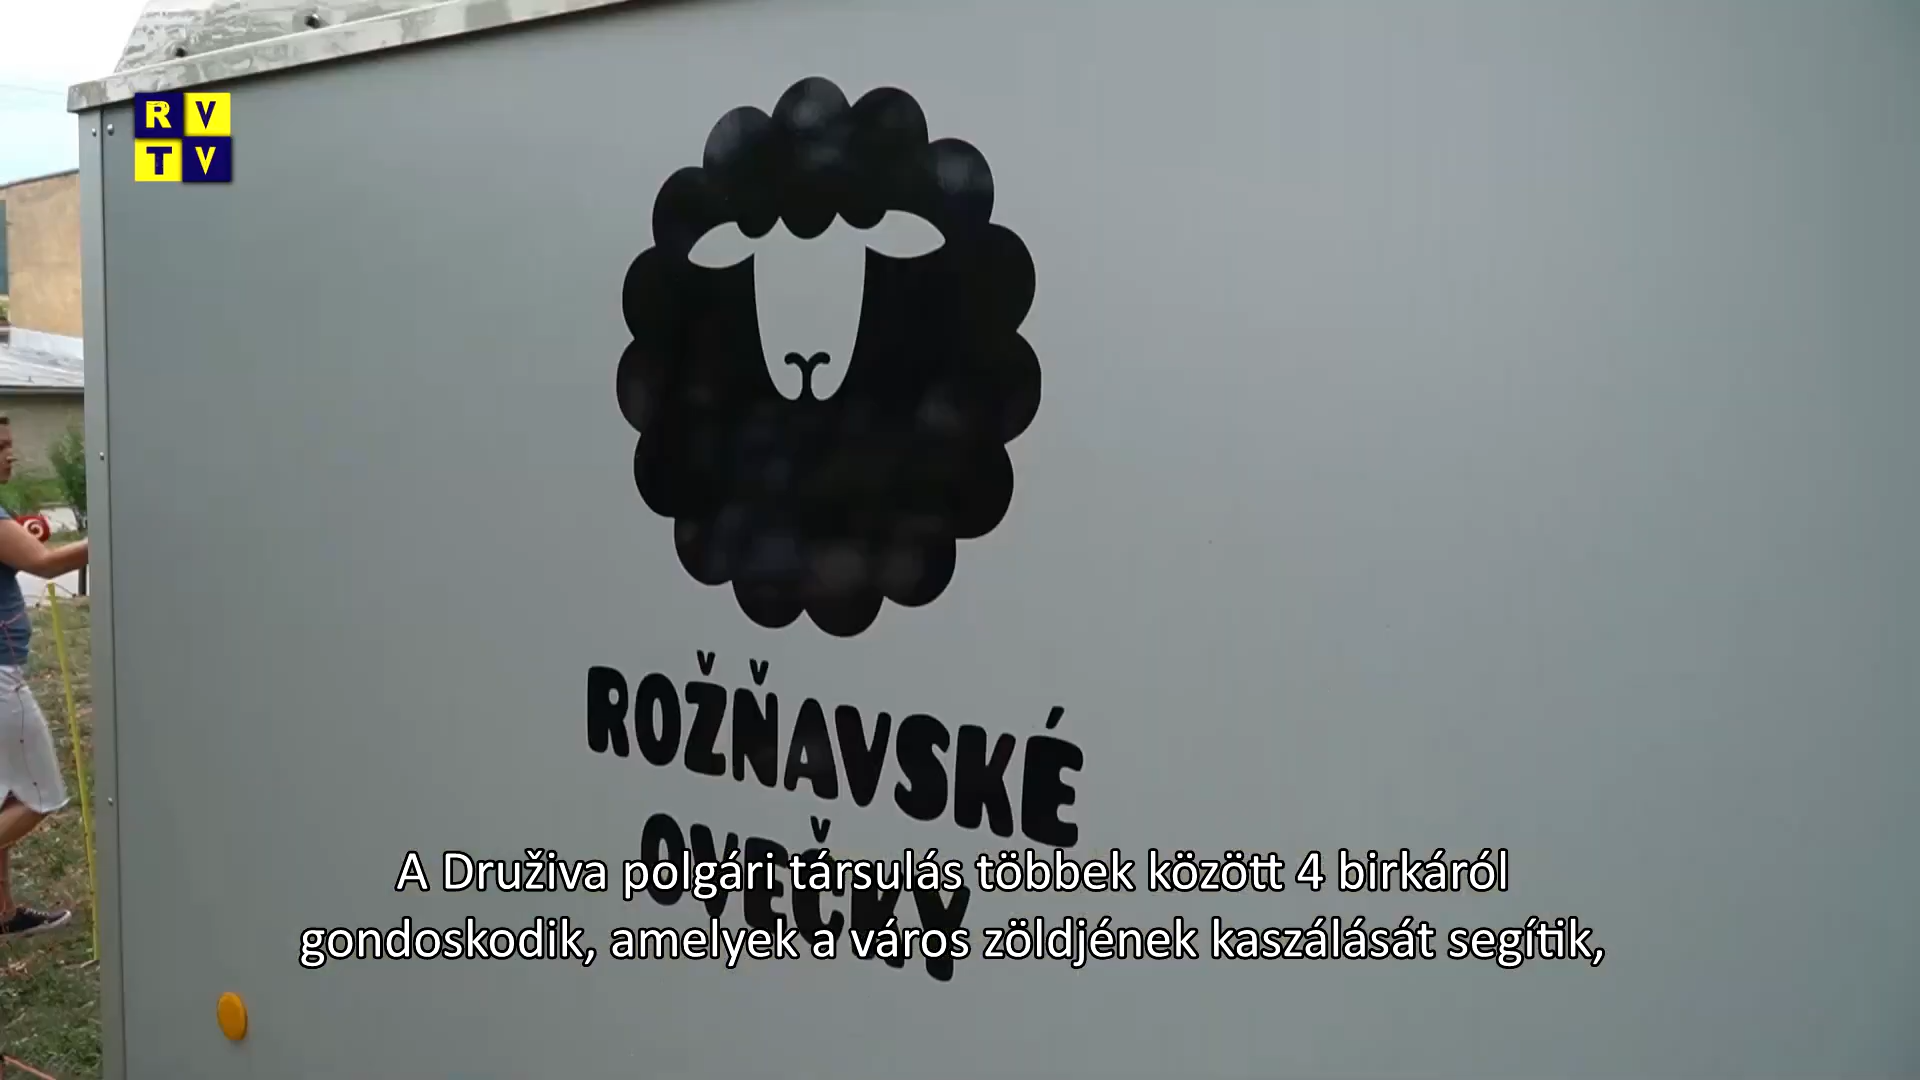 R V
T V
ROŽŇAVSKÉ
OVEČKY
A Druživa polgári társulás többek között 4 birkáról
gondoskodik, amelyek a város zöldjének kaszálását segítik,